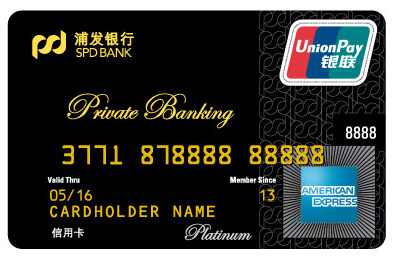 浦发银行
SPD BANK
UnionPay
银联
Private Banking
8888
3771 878888 88888
Valid Thru
Member Since
05/16
13
CARDHOLDER NAME
AMERICAN
EXPRESS
信用卡
Platinum